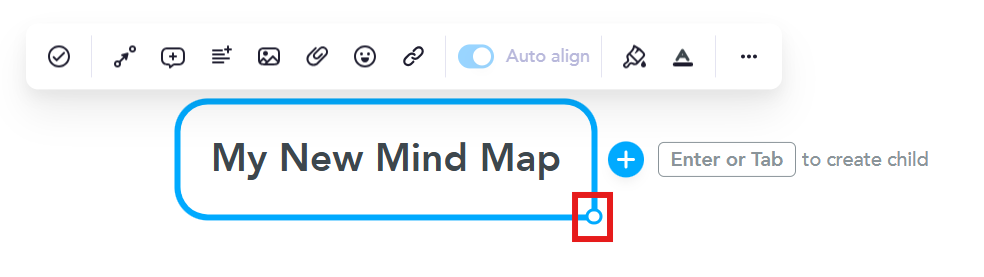 Auto align
My New Mind Map
Enter or Tab to create child